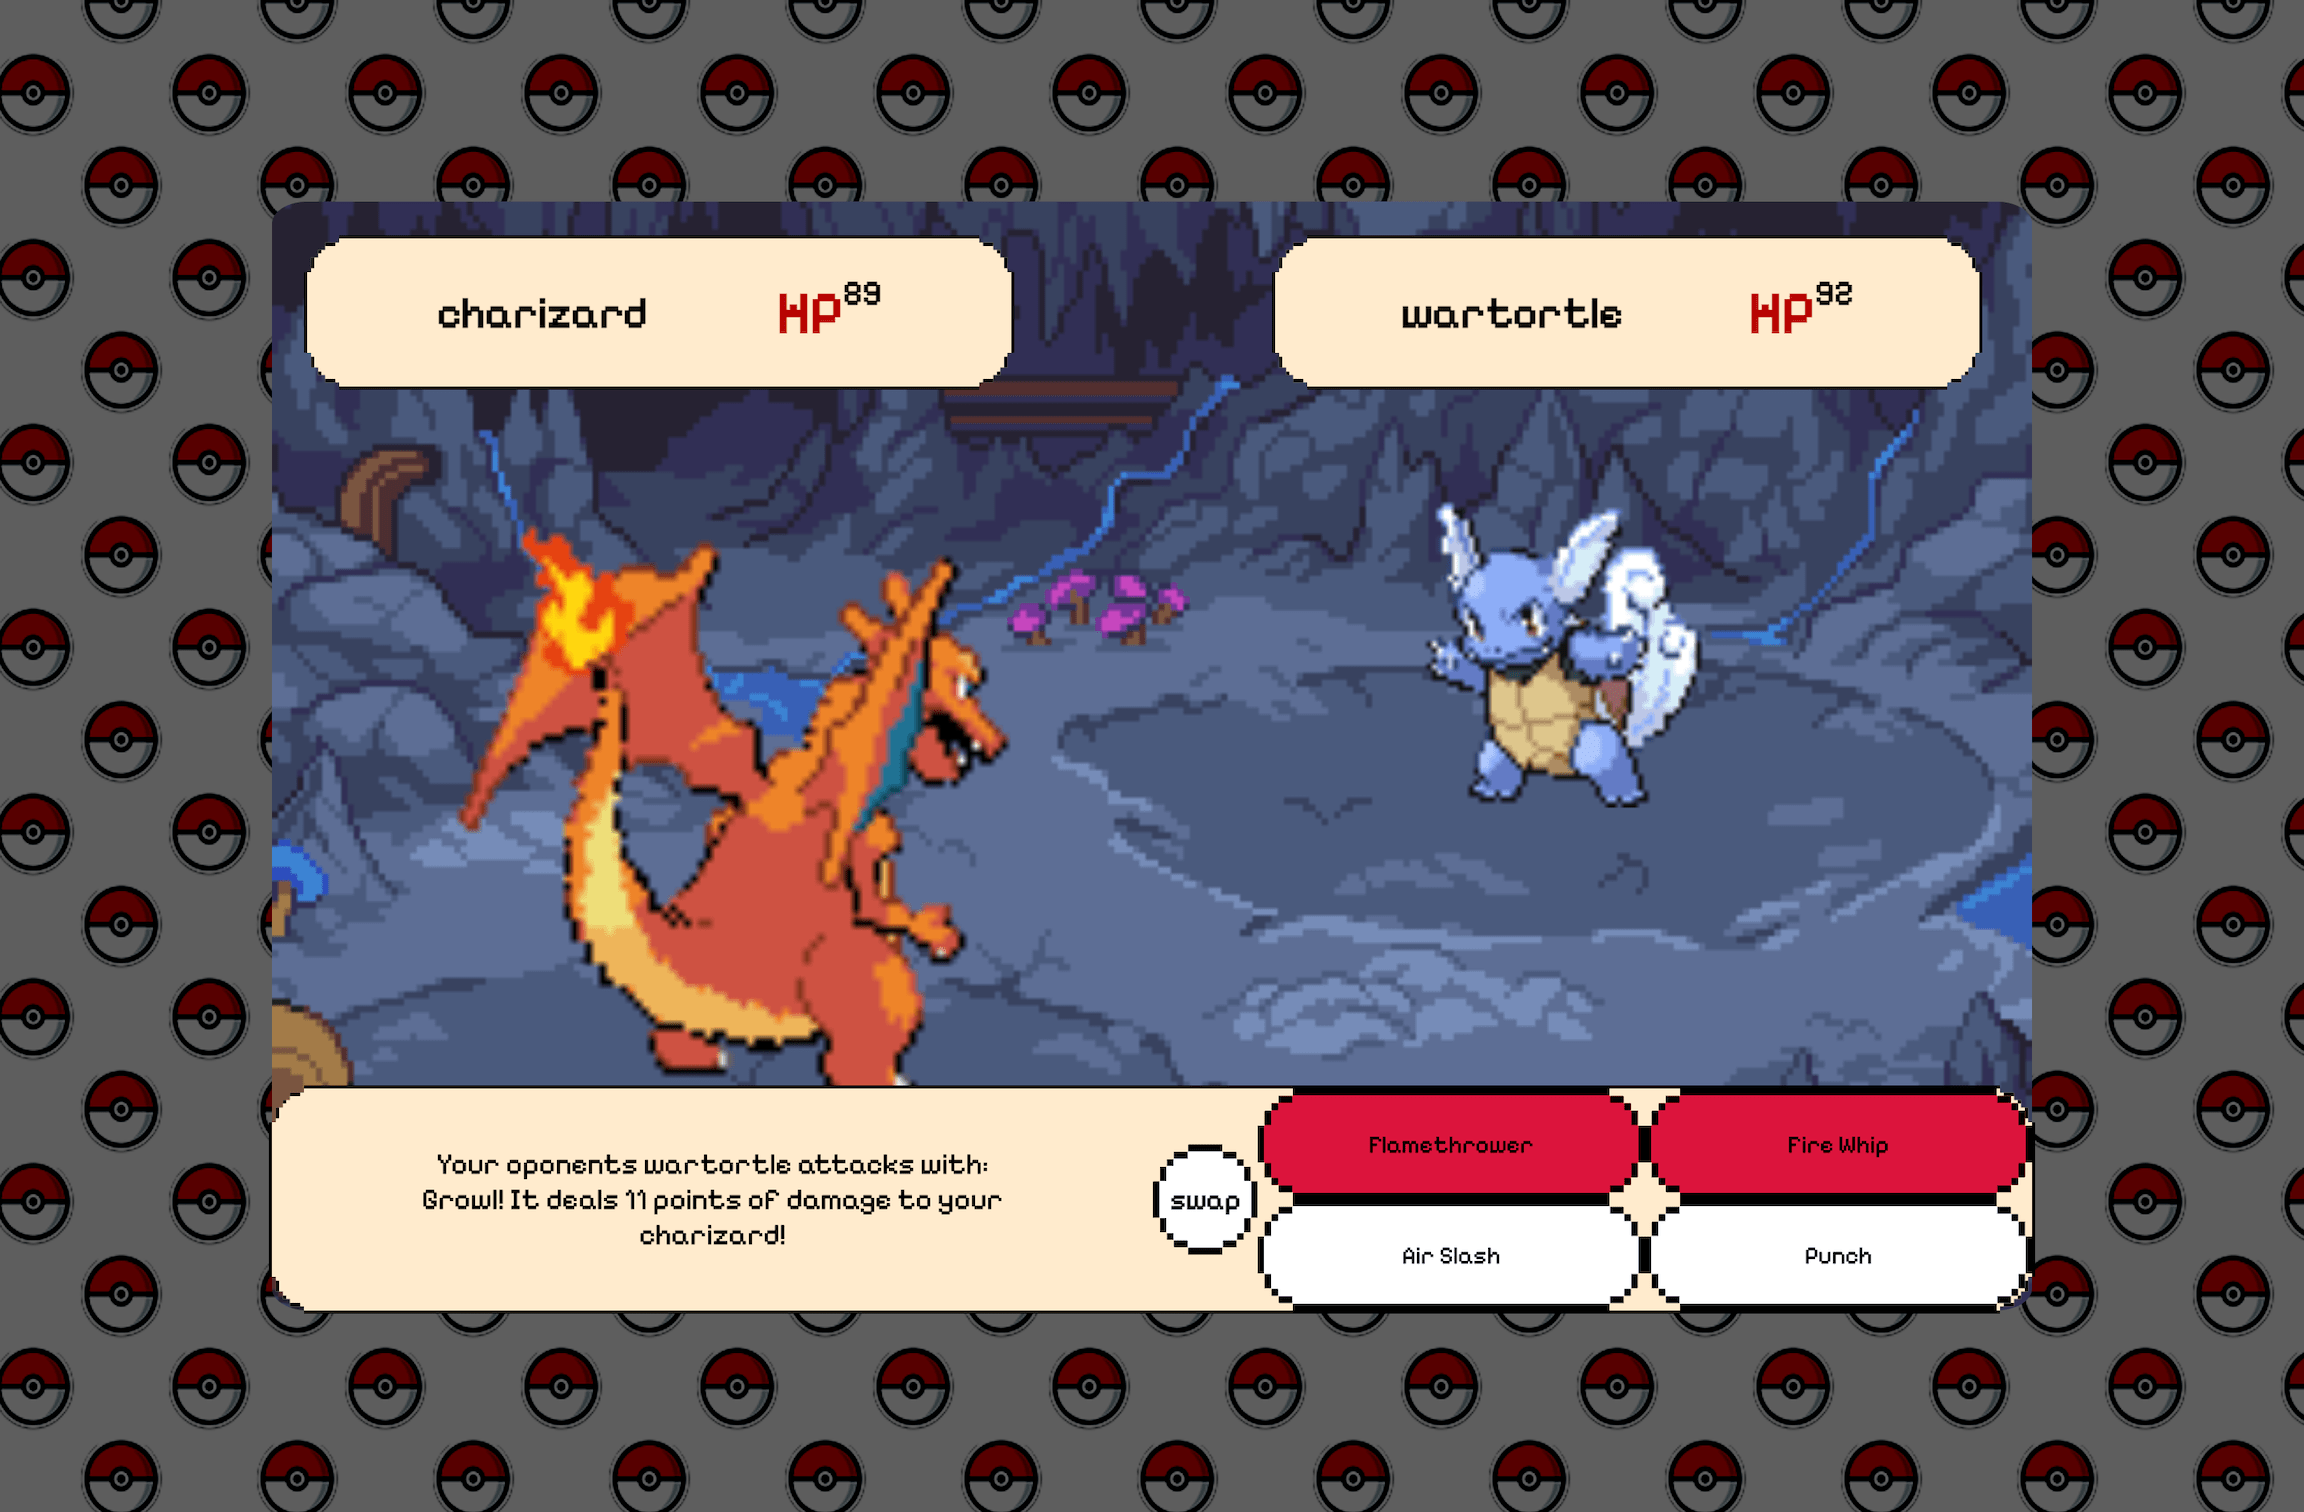 charizard HP 89
wartortle HP 92
Your oponents wartortle attacks with:
Growl! It deals 11 points of damage to your
charizard!
swap
Flamethrower
Fire Whip
Air Slash
Punch